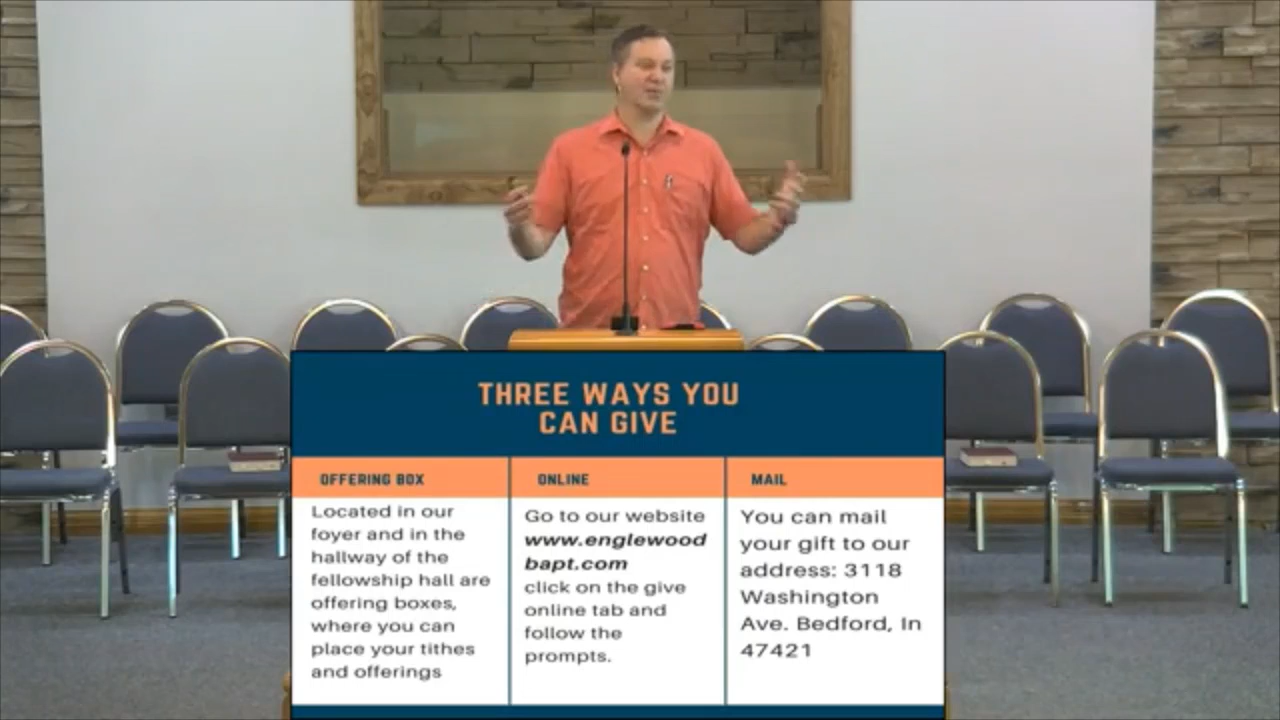 THREE WAYS YOU
CAN GIVE
OFFERING BOX
Located in our
foyer and in the
hallway of the
fellowship hall are
offering boxes,
where you can
place your tithes
and offerings
ONLINE
Go to our website
www.englewood
bapt.com
click on the give
online tab and
follow the
prompts.
MAIL
You can mail
your gift to our
address: 3118
Washington
Ave. Bedford, In
47421